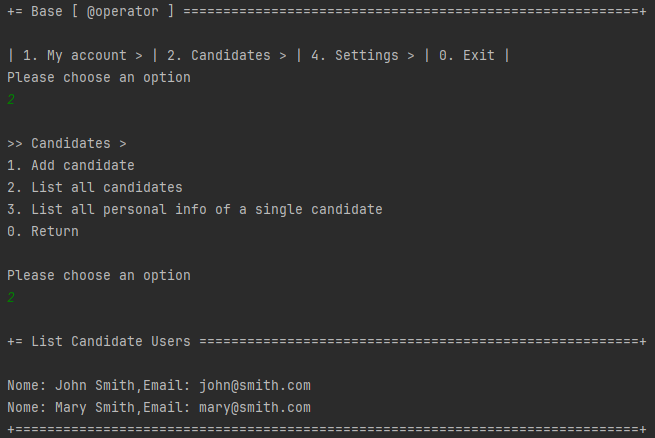 += Base [ @operator ] =========================================================+
| 1. My account > | 2. Candidates > | 4. Settings > | 0. Exit |
Please choose an option
2
>> Candidates >
1. Add candidate
2. List all candidates
3. List all personal info of a single candidate
0. Return
Please choose an option
2
+= List Candidate Users =======================================================+
Nome: John Smith,Email: john@smith.com
Nome: Mary Smith,Email: mary@smith.com
+==============================================================================+